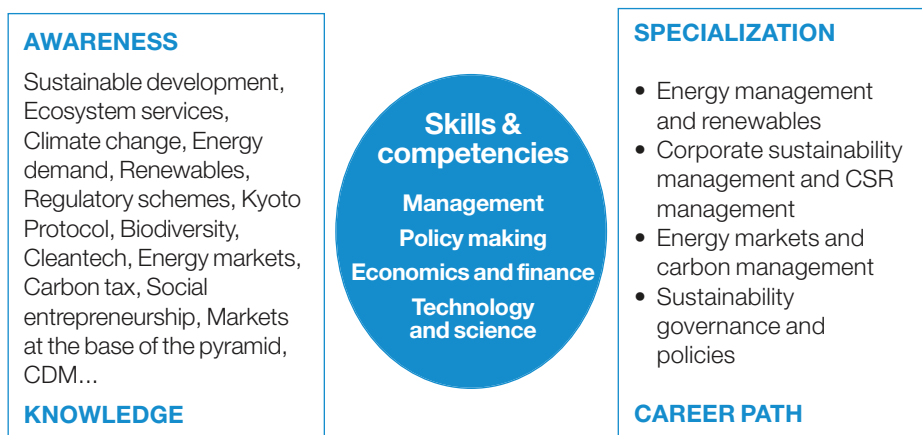 AWARENESS
Sustainable development,
Ecosystem services,
Climate change, Energy
demand, Renewables,
Regulatory schemes, Kyoto
Protocol, Biodiversity,
Cleantech, Energy markets,
Carbon tax, Social
entrepreneurship, Markets
at the base of the pyramid,
CDM...
KNOWLEDGE
Skills &
competencies
Management
Policy making
Economics and finance
Technology
and science
SPECIALIZATION
• Energy management
and renewables
• Corporate sustainability
management and CSR
management
• Energy markets and
carbon management
• Sustainability
governance and
policies
CAREER PATH